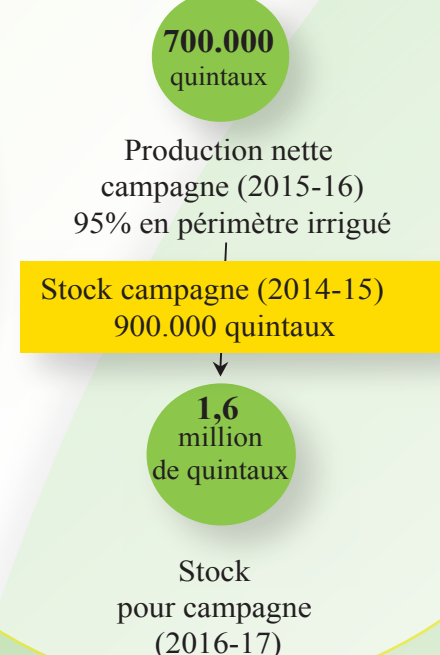 700.000
quintaux
Production nette
campagne (2015-16)
95% en périmètre irrigué
Stock campagne (2014-15)
900.000 quintaux
1,6
million
de quintaux
Stock
pour campagne
(2016-17)